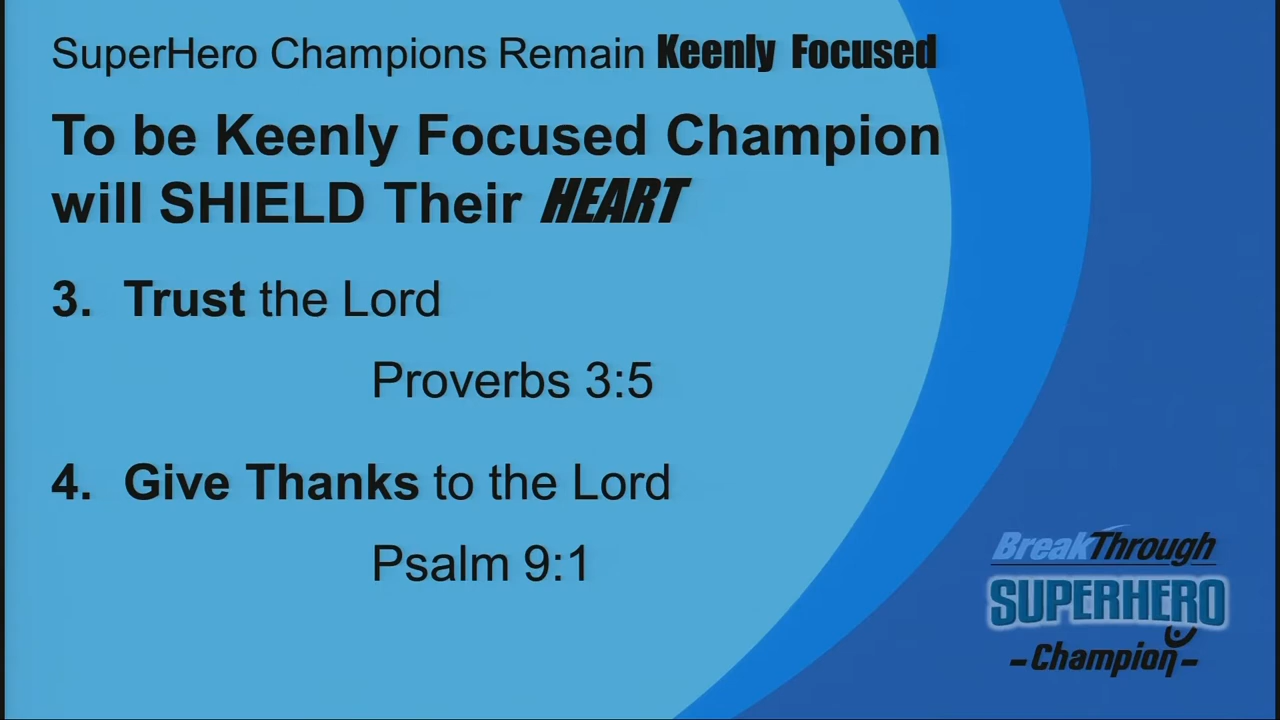 SuperHero Champions Remain Keenly Focused
To be Keenly Focused Champion
will SHIELD Their HEART
3. Trust the Lord
Proverbs 3:5
4. Give Thanks to the Lord
Psalm 9:1
BreakThrough
SUPERHERO
-Champion-